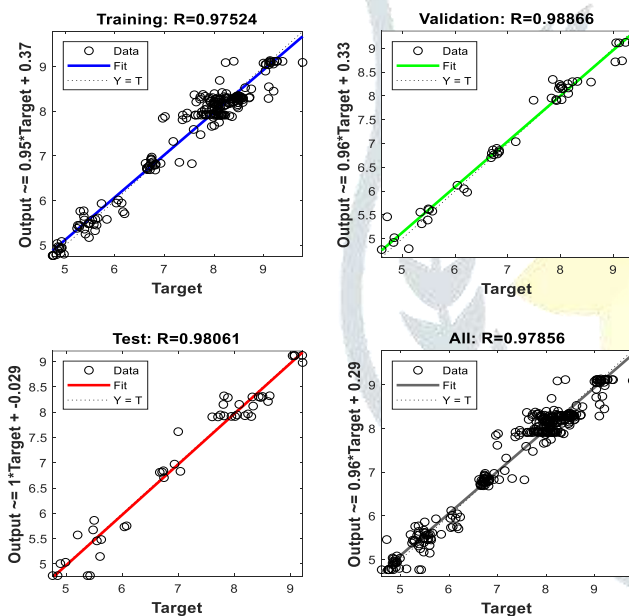 Training: R=0.97524
Output ~= 0.95*Target + 0.37
Data
Fit
Y = T
9
8
7
6
5
5 6 7 8 9
Target
Validation: R=0.98866
Output ~= 0.96*Target + 0.33
Data
Fit
Y = T
9
8.5
8
7.5
7
6.5
6
5.5
5
5 6 7 8 9
Target
Test: R=0.98061
Output ~= 1*Target + -0.029
Data
Fit
Y = T
9
8.5
8
7.5
7
6.5
6
5.5
5
5 6 7 8 9
Target
All: R=0.97856
Output ~= 0.96*Target + 0.29
Data
Fit
Y = T
9
8
7
6
5
5 6 7 8 9
Target